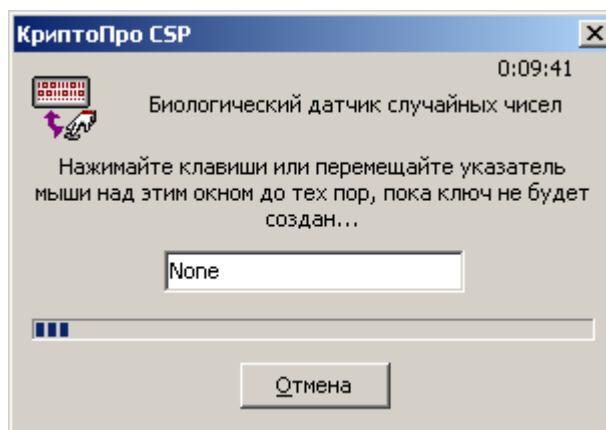 КриптоПро CSP
0:09:41
Биологический датчик случайных чисел
Нажимайте клавиши или перемещайте указатель
мыши над этим окном до тех пор, пока ключ не будет
создан...
None
Отмена